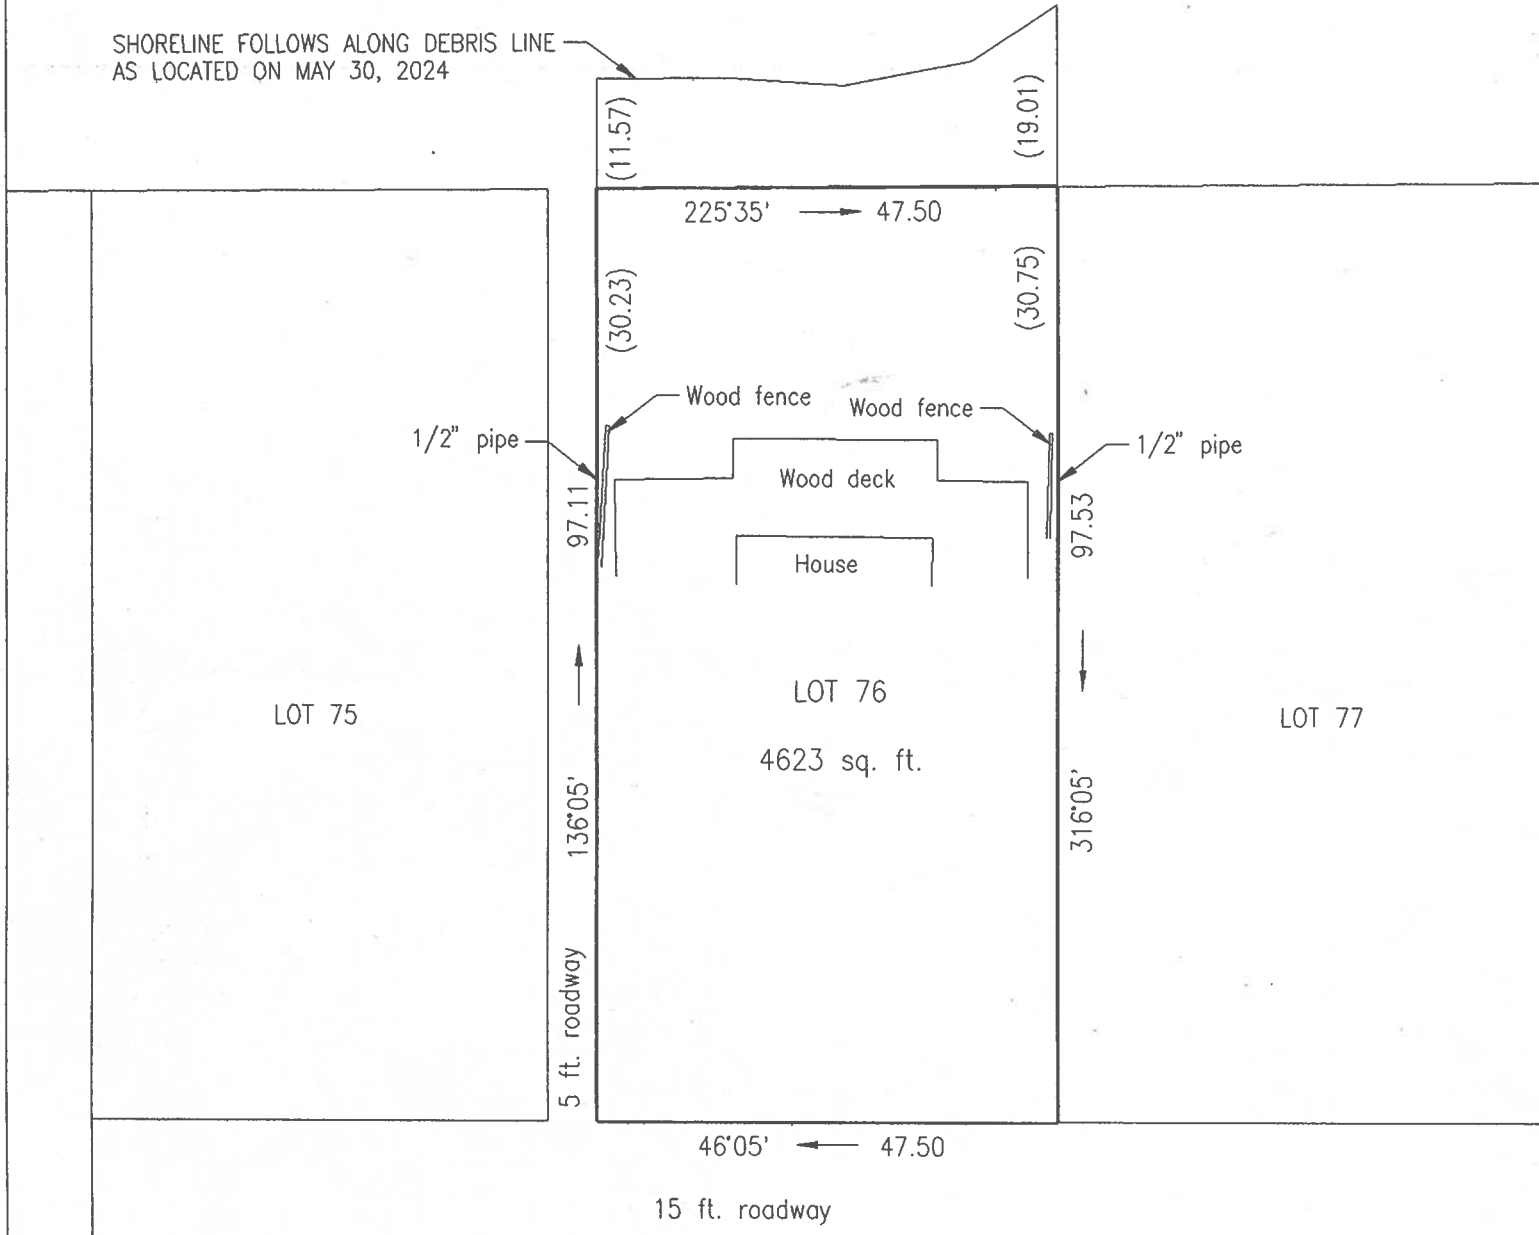 SHORELINE FOLLOWS ALONG DEBRIS LINE
AS LOCATED ON MAY 30, 2024
(11.57)
(19.01)
225°35' 47.50
(30.23)
(30.75)
Wood fence
Wood fence
1/2" pipe
1/2" pipe
Wood deck
97.11
97.53
House
LOT 76
LOT 75
LOT 77
4623 sq. ft.
136°05'
316°05'
5 ft. roadway
46°05' 47.50
15 ft. roadway